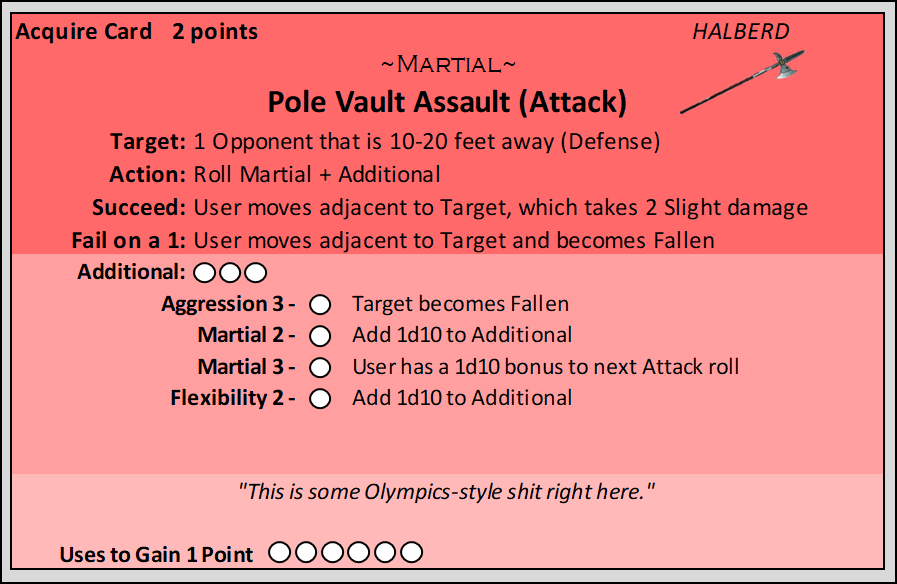 Acquire Card 2 points HALBERD
~Martial~
Pole Vault Assault (Attack)
Target: 1 Opponent that is 10-20 feet away (Defense)
Action: Roll Martial + Additional
Succeed: User moves adjacent to Target, which takes 2 Slight damage
Fail on a 1: User moves adjacent to Target and becomes Fallen
Additional:
Aggression 3 - Target becomes Fallen
Martial 2 - Add 1d10 to Additional
Martial 3 - User has a 1d10 bonus to next Attack roll
Flexibility 2 - Add 1d10 to Additional
"This is some Olympics-style shit right here."
Uses to Gain 1 Point